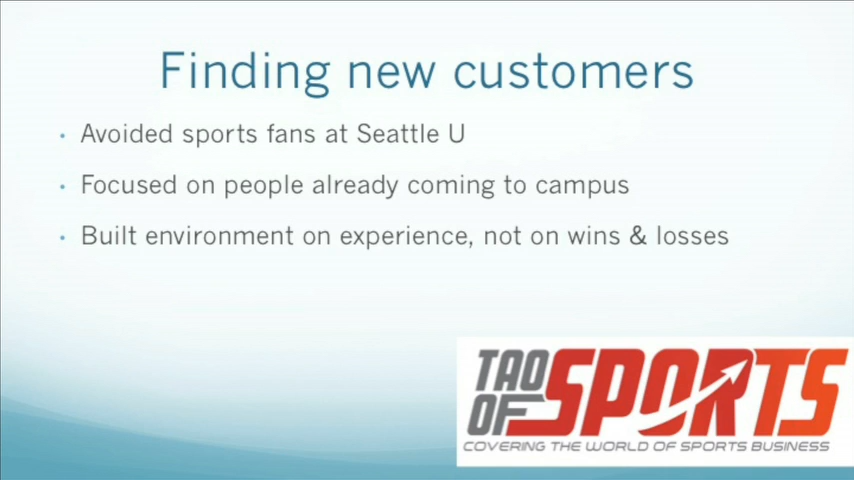 Finding new customers
Avoided sports fans at Seattle U
Focused on people already coming to campus
Built environment on experience, not on wins & losses
TAO
OF SPORTS
COVERING THE WORLD OF SPORTS BUSINESS